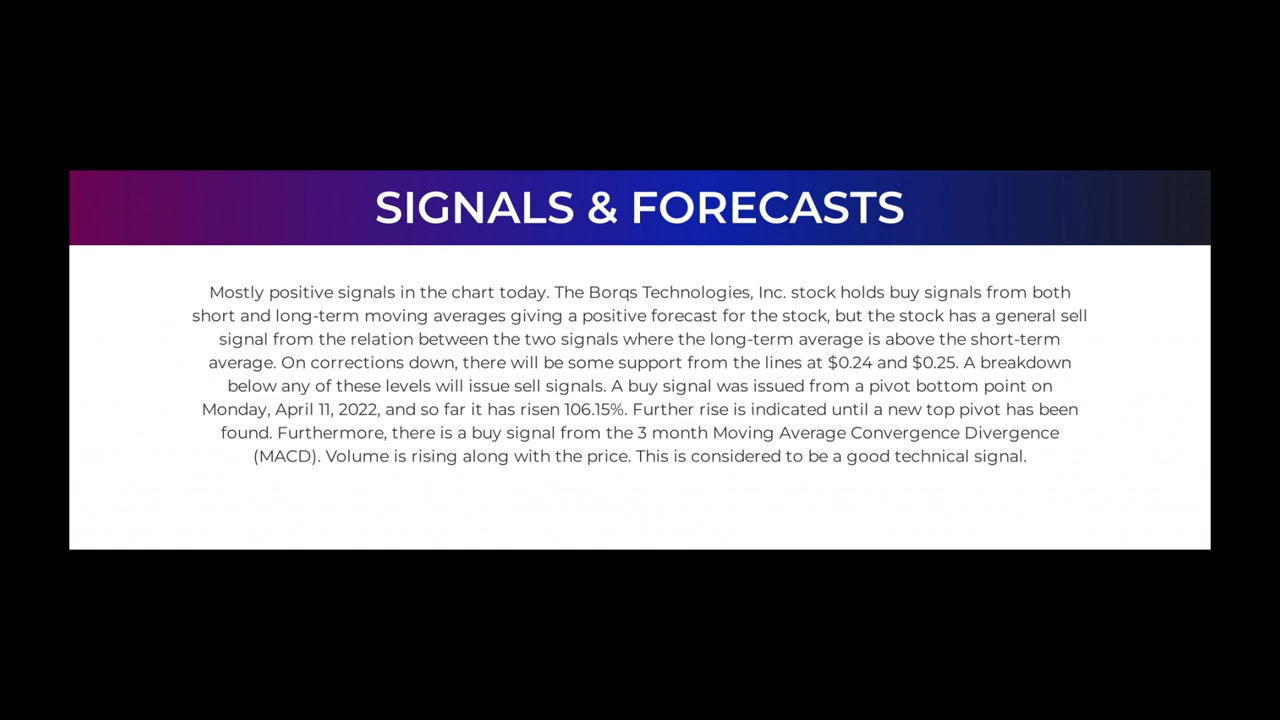 SIGNALS & FORECASTS
Mostly positive signals in the chart today. The Borqs Technologies, Inc. stock holds buy signals from both
short and long-term moving averages giving a positive forecast for the stock, but the stock has a general sell
signal from the relation between the two signals where the long-term average is above the short-term
average. On corrections down, there will be some support from the lines at $0.24 and $0.25. A breakdown
below any of these levels will issue sell signals. A buy signal was issued from a pivot bottom point on
Monday, April 11, 2022, and so far it has risen 106.15%. Further rise is indicated until a new top pivot has been
found. Furthermore, there is a buy signal from the 3 month Moving Average Convergence Divergence
(MACD). Volume is rising along with the price. This is considered to be a good technical signal.